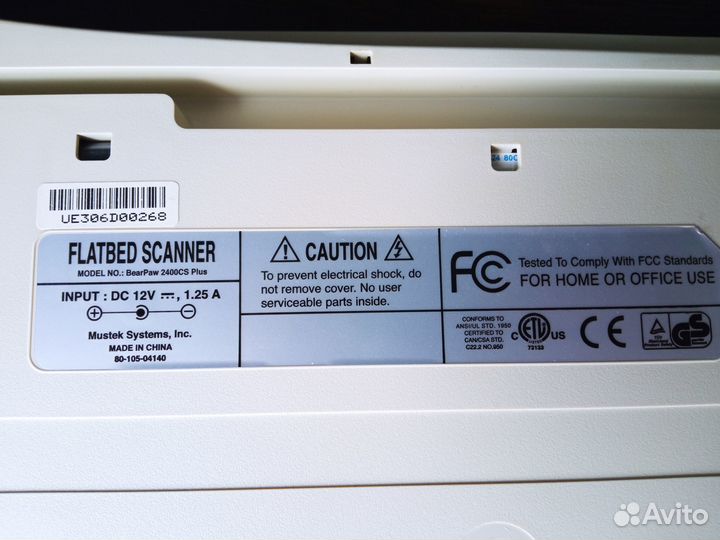 24 80C
UE306D00268
FLATBED SCANNER
MODEL NO.: BearPaw 2400CS Plus
INPUT : DC 12V ⎓, 1.25 A
Mustek Systems, Inc.
MADE IN CHINA
80-105-04140
CAUTION
To prevent electrical shock, do
not remove cover. No user
serviceable parts inside.
FC Tested To Comply With FCC Standards
FOR HOME OR OFFICE USE
CONFORMS TO
ANSI/UL STD. 1950
CERTIFIED TO
CAN/CSA STD.
C22.2 NO.950
C ETL US
73133
CE
GS
Avito